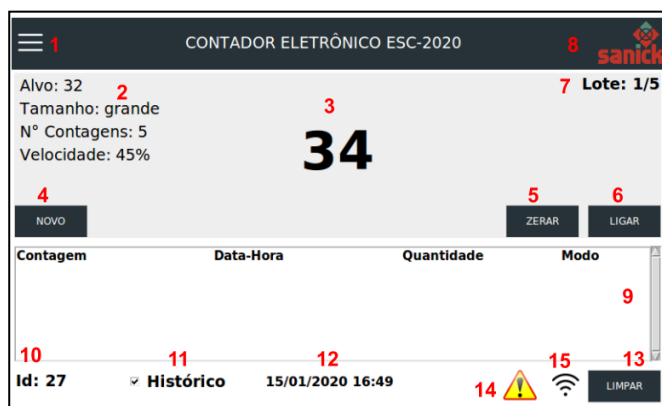 1 CONTADOR ELETRÔNICO ESC-2020 8 sanick
Alvo: 32 2 3 7 Lote: 1/5
Tamanho: grande
N° Contagens: 5
Velocidade: 45%
34
4 5 6
NOVO ZERAR LIGAR
Contagem Data-Hora Quantidade Modo
9
10 11 12 15 13
Id: 27 Histórico 15/01/2020 16:49 14 LIMPAR